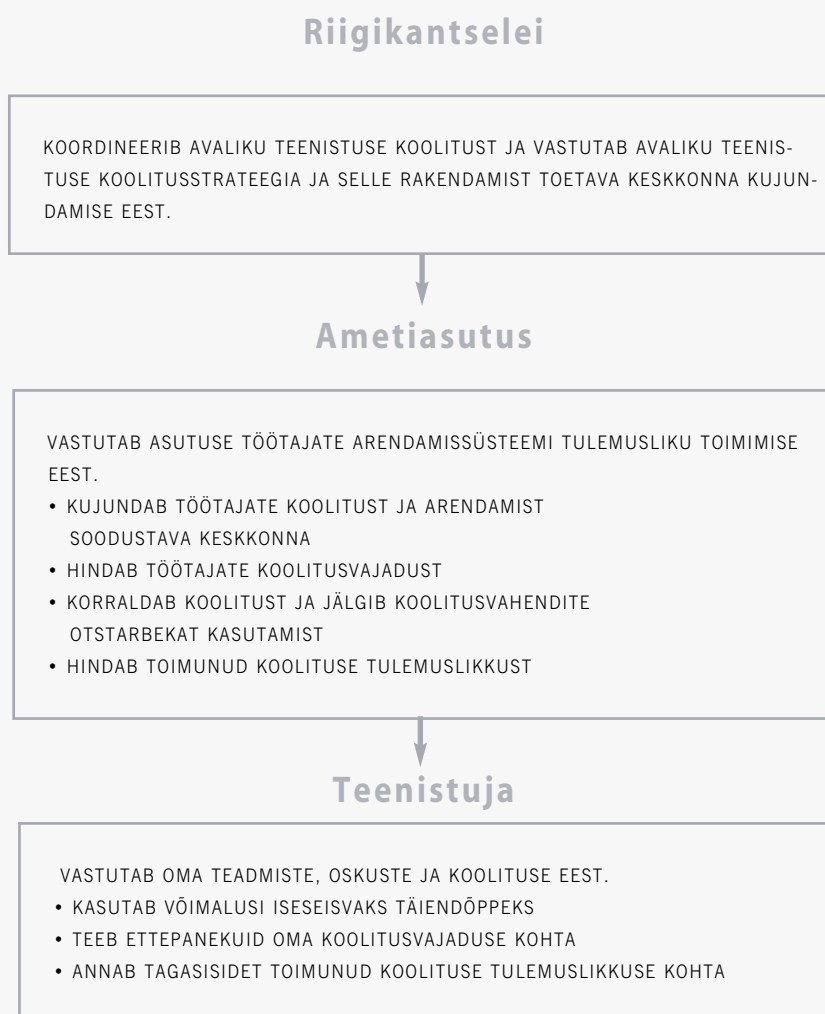 Riigikantselei
KOORDINEERIB AVALIKU TEENISTUSE KOOLITUST JA VASTUTAB AVALIKU TEENIS-
TUSE KOOLITUSSTRATEEGIA JA SELLE RAKENDAMIST TOETAVA KESKKONNA KUJUN-
DAMISE EEST.
Ametiasutus
VASTUTAB ASUTUSE TÖÖTAJATE ARENDAMISSÜSTEEMI TULEMUSLIKU TOIMIMISE
EEST.
• KUJUNDAB TÖÖTAJATE KOOLITUST JA ARENDAMIST
SOODUSTAVA KESKKONNA
• HINDAB TÖÖTAJATE KOOLITUSVAJADUST
• KORRALDAB KOOLITUST JA JÄLGIB KOOLITUSVAHENDITE
OTSTARBEKAT KASUTAMIST
• HINDAB TOIMUNUD KOOLITUSE TULEMUSLIKKUST
Teenistuja
VASTUTAB OMA TEADMISTE, OSKUSTE JA KOOLITUSE EEST.
• KASUTAB VÕIMALUSI ISESEISVAKS TÄIENDÕPPEKS
• TEEB ETTEPANEKUID OMA KOOLITUSVAJADUSE KOHTA
• ANNAB TAGASISIDET TOIMUNUD KOOLITUSE TULEMUSLIKKUSE KOHTA